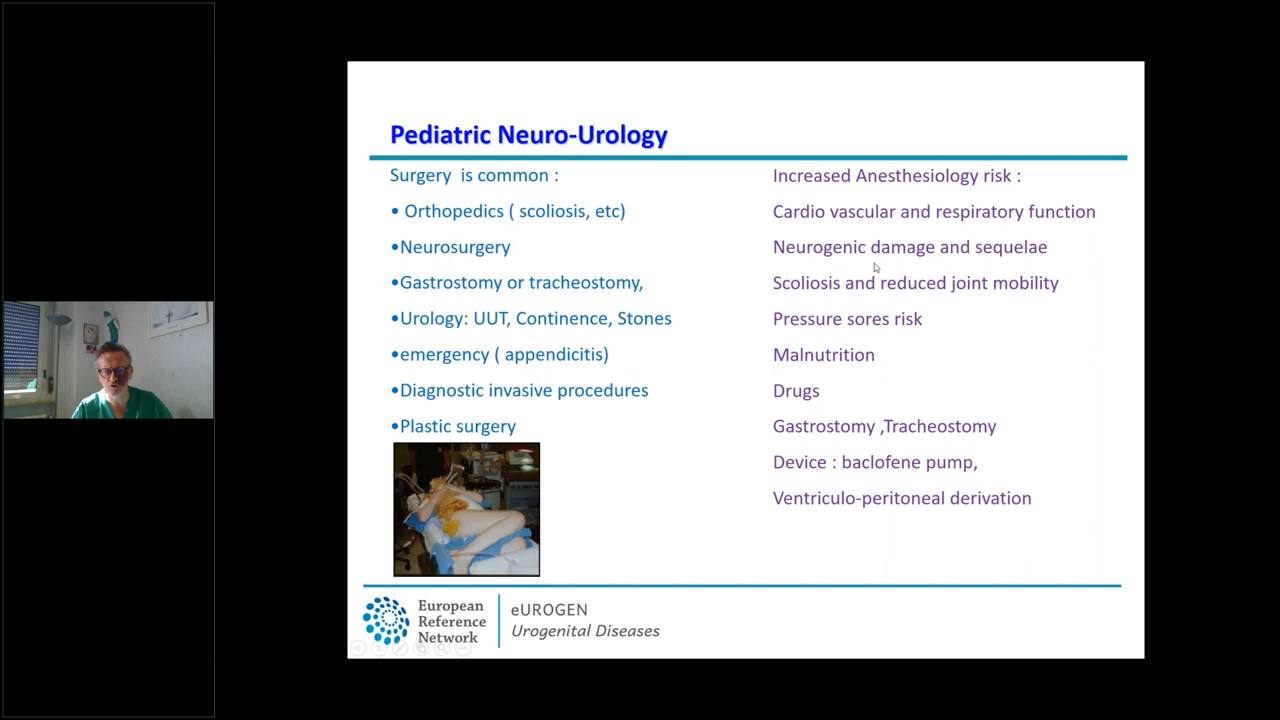 Pediatric Neuro-Urology
Surgery is common :
• Orthopedics ( scoliosis, etc)
•Neurosurgery
•Gastrostomy or tracheostomy,
•Urology: UUT, Continence, Stones
•emergency ( appendicitis)
•Diagnostic invasive procedures
•Plastic surgery
Increased Anesthesiology risk :
Cardio vascular and respiratory function
Neurogenic damage and sequelae
Scoliosis and reduced joint mobility
Pressure sores risk
Malnutrition
Drugs
Gastrostomy ,Tracheostomy
Device : baclofene pump,
Ventriculo-peritoneal derivation
European
Reference
Network
eUROGEN
Urogenital Diseases